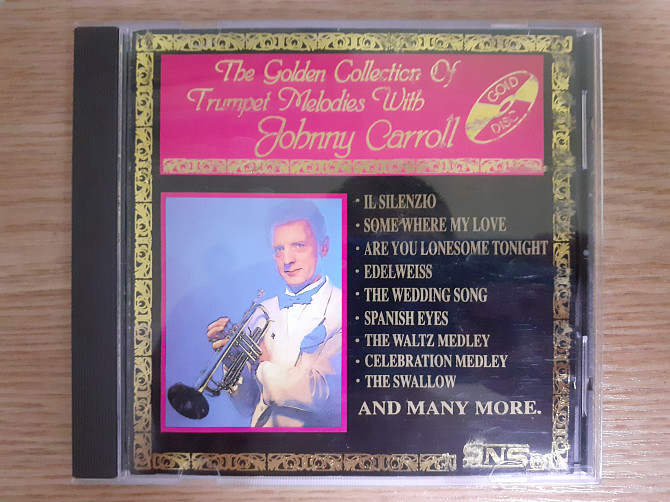 The Golden Collection Of
Trumpet Melodies With
Johnny Carroll
GOLD
DISC
· IL SILENZIO
· SOME WHERE MY LOVE
· ARE YOU LONESOME TONIGHT
· EDELWEISS
· THE WEDDING SONG
· SPANISH EYES
· THE WALTZ MEDLEY
· CELEBRATION MEDLEY
· THE SWALLOW
AND MANY MORE.